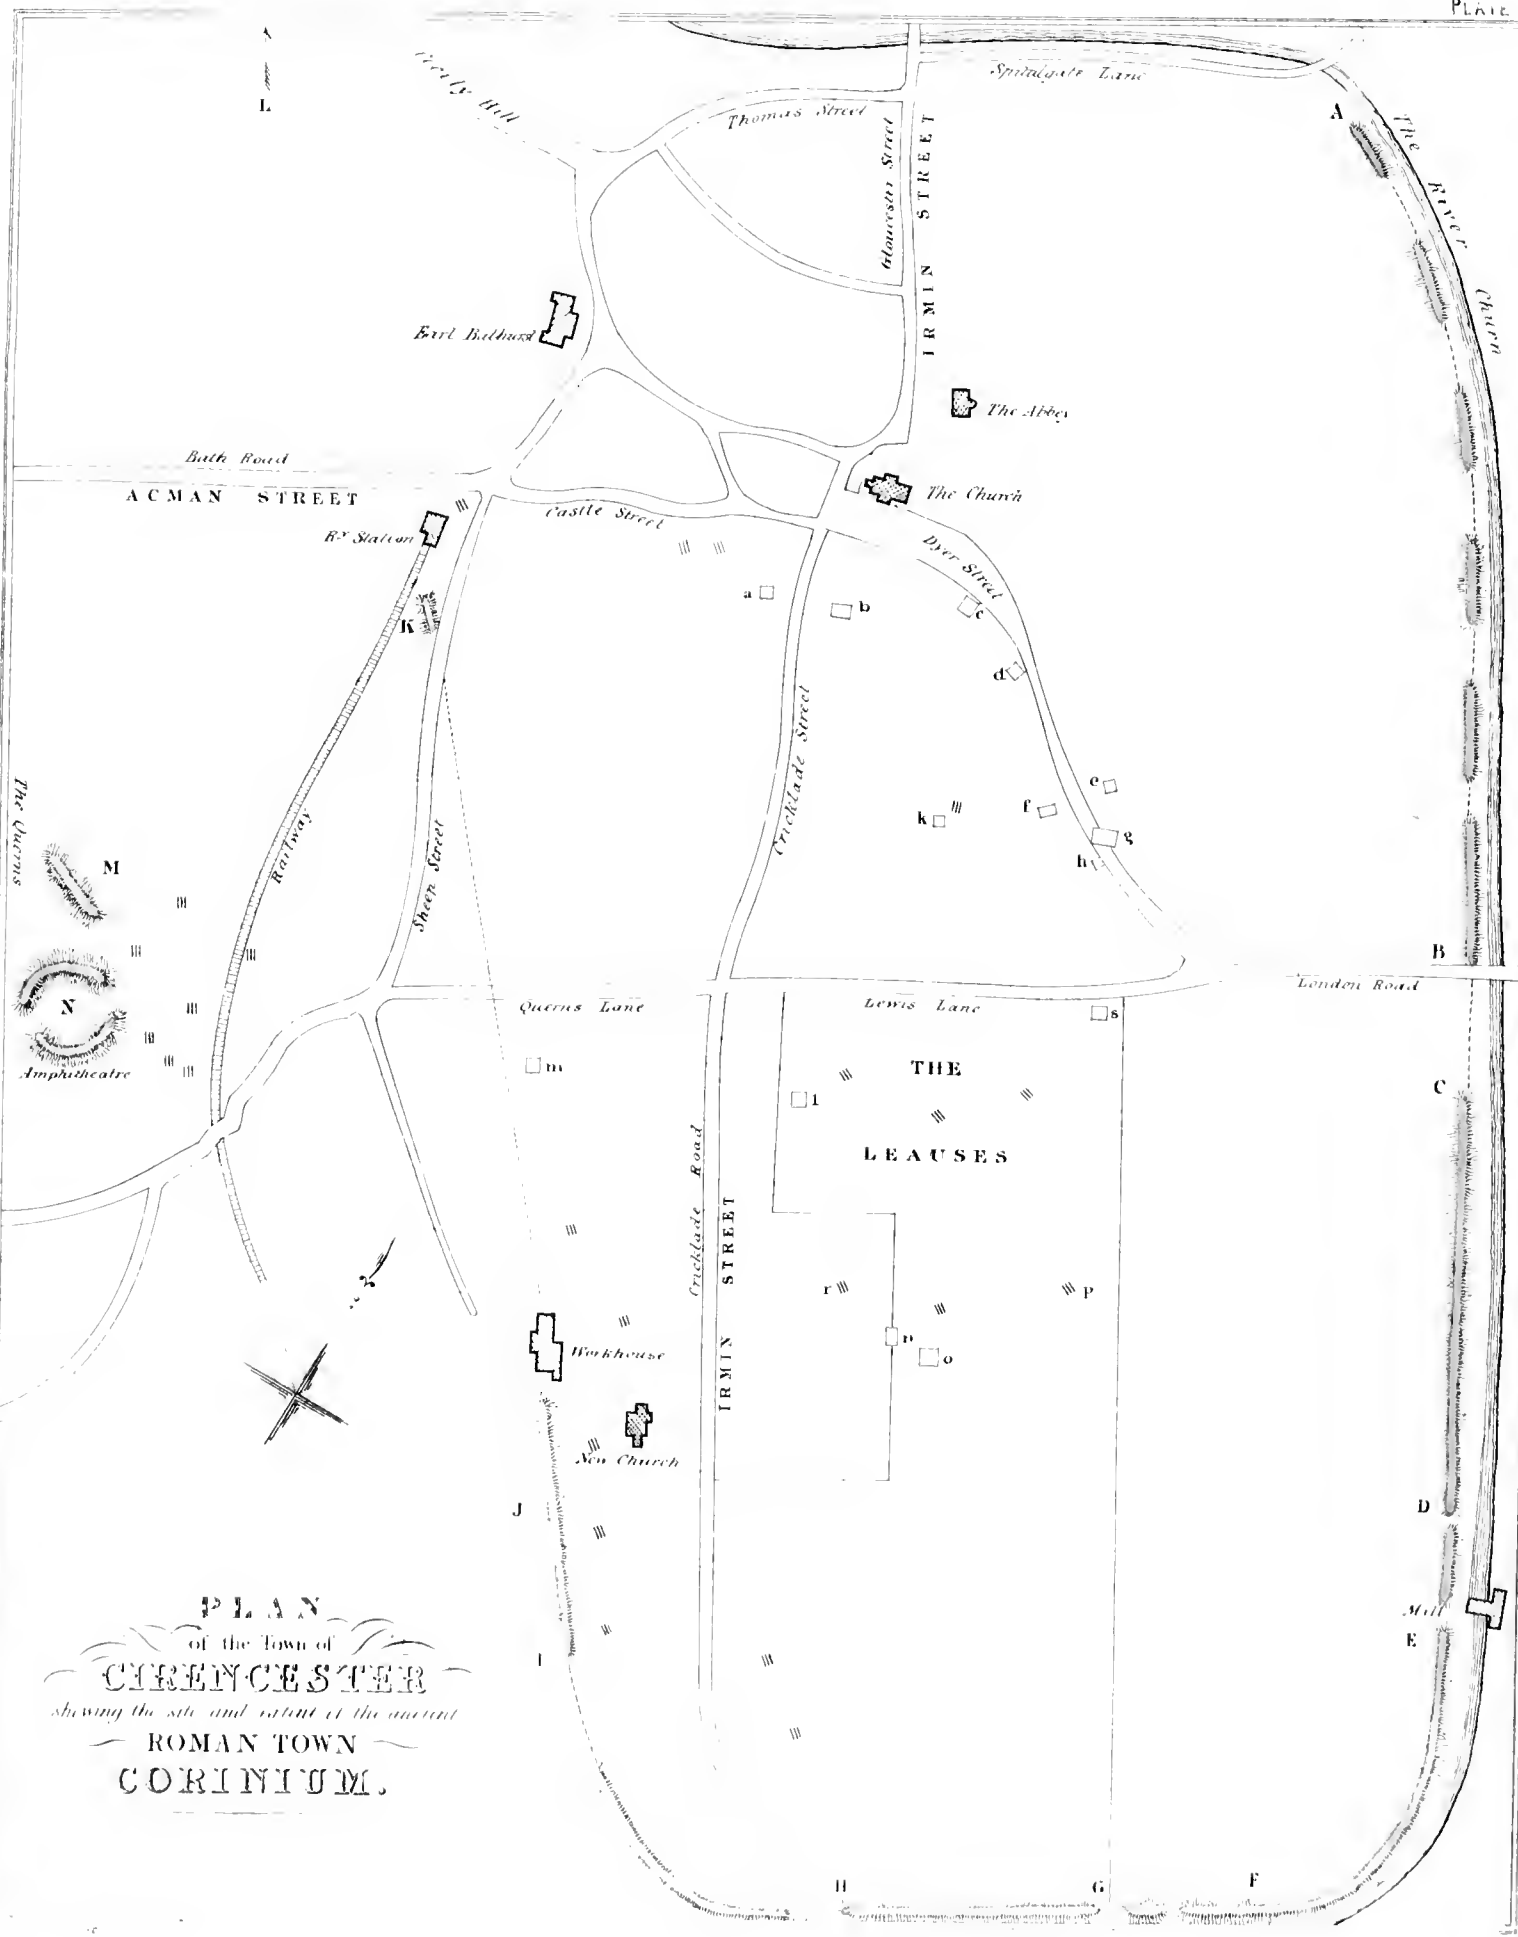 PLATE
L
Hill
Thomas Street
Gloucester Street
IRMIN STREET
Spitalgate Lane
A
The River Churn
Earl Bathurst
The Abbey
Bath Road
ACMAN STREET
Castle Street
The Church
Ry Station
Dyer Street
K
a
b
c
d
Cricklade Street
e
f
g
h
k
The Querns
M
Railway
Sheep Street
N
Amphitheatre
B
London Road
Querns Lane
Lewis Lane
s
m
l
THE
LEAUSES
C
Cricklade Road
IRMIN STREET
r
p
n
o
Workhouse
New Church
J
D
Mill
E
I
PLAN
of the Town of
CIRENCESTER
shewing the site and extent of the ancient
ROMAN TOWN
CORINIUM.
H
G
F